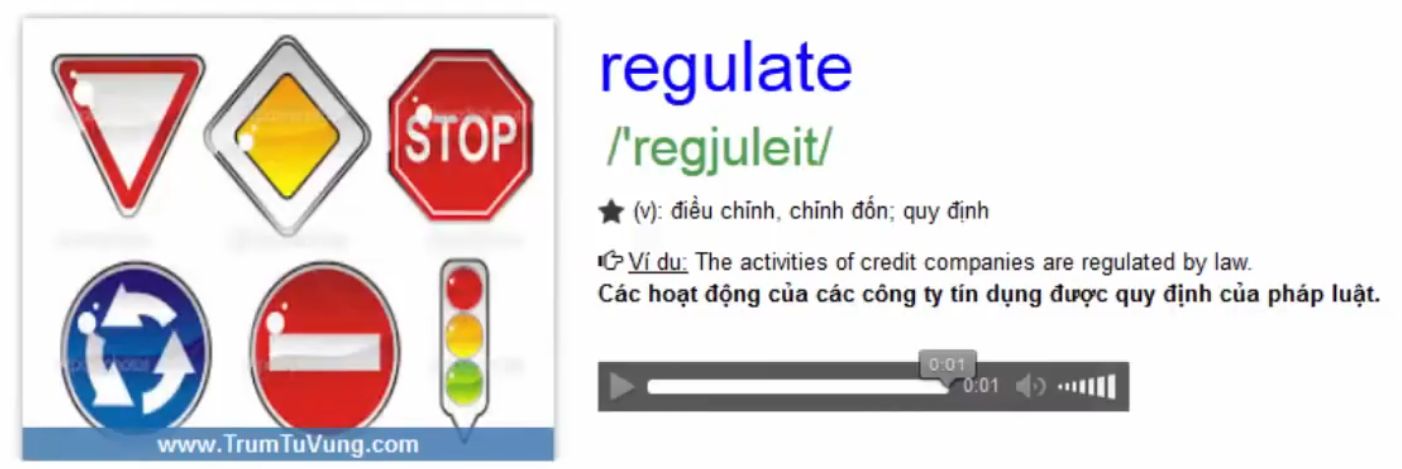 STOP
www.TrumTuVung.com
regulate
/'regjuleit/
(v): điều chỉnh, chỉnh đốn; quy định
Ví du: The activities of credit companies are regulated by law.
Các hoạt động của các công ty tín dụng được quy định của pháp luật.
0:01
0:01